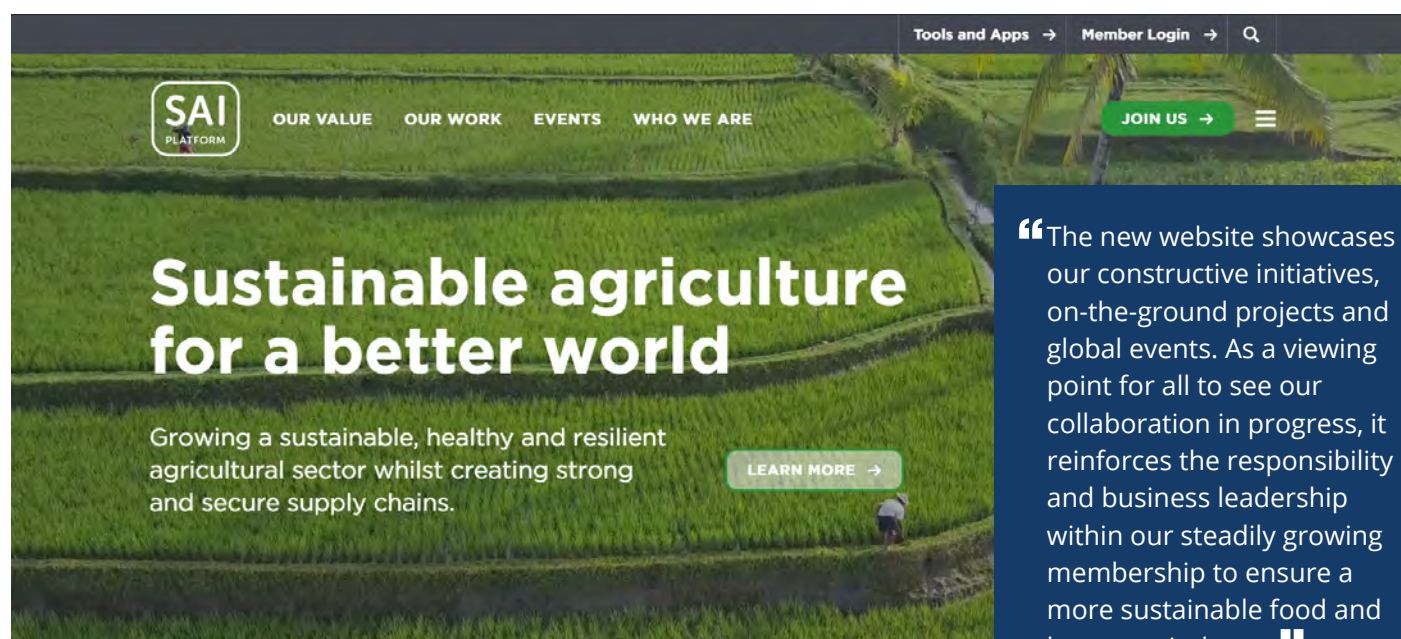 Tools and Apps → Member Login →
SAI
PLATFORM
OUR VALUE OUR WORK EVENTS WHO WE ARE
JOIN US →
Sustainable agriculture
for a better world
Growing a sustainable, healthy and resilient
agricultural sector whilst creating strong
and secure supply chains.
LEARN MORE →
“The new website showcases
our constructive initiatives,
on-the-ground projects and
global events. As a viewing
point for all to see our
collaboration in progress, it
reinforces the responsibility
and business leadership
within our steadily growing
membership to ensure a
more sustainable food and